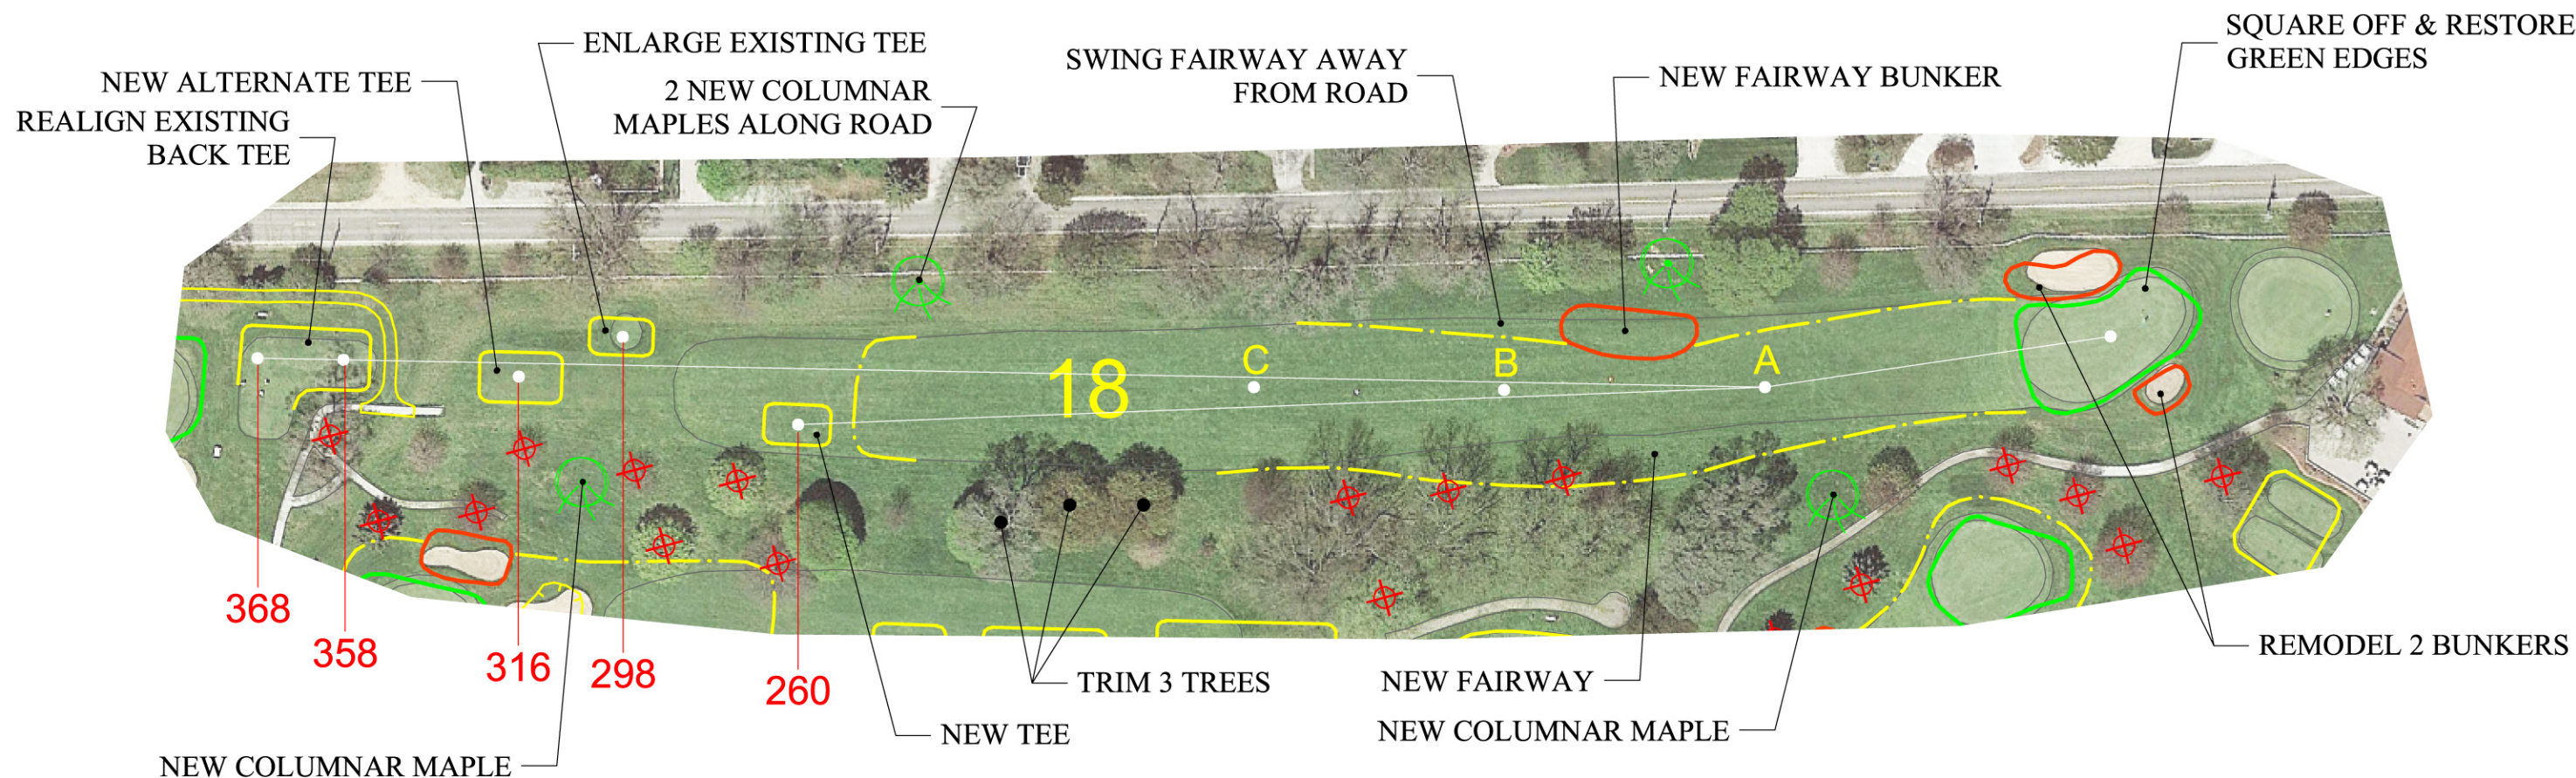 SQUARE OFF & RESTORE
GREEN EDGES
ENLARGE EXISTING TEE
SWING FAIRWAY AWAY
FROM ROAD
NEW FAIRWAY BUNKER
NEW ALTERNATE TEE
2 NEW COLUMNAR
MAPLES ALONG ROAD
REALIGN EXISTING
BACK TEE
18
C
B
A
368
358
316
298
260
TRIM 3 TREES
NEW TEE
NEW FAIRWAY
NEW COLUMNAR MAPLE
REMODEL 2 BUNKERS
NEW COLUMNAR MAPLE